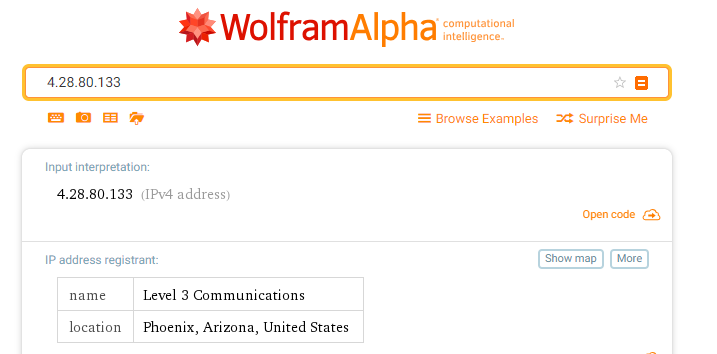 WolframAlpha computational intelligence™
4.28.80.133
Browse Examples Surprise Me
Input interpretation:
4.28.80.133 (IPv4 address)
Open code
IP address registrant:
Show map More
name Level 3 Communications
location Phoenix, Arizona, United States